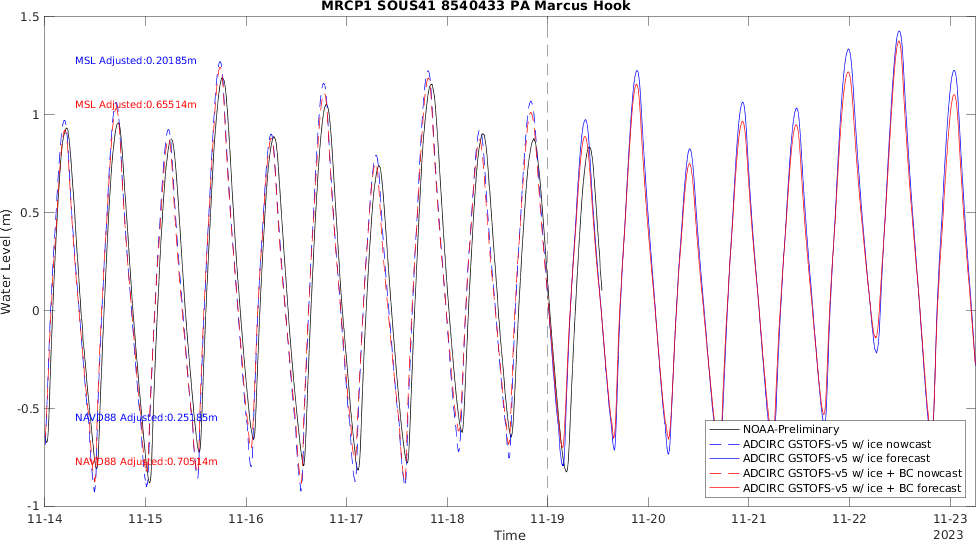 MRCP1 SOUS41 8540433 PA Marcus Hook
1.5
1
0.5
0
-0.5
-1
Water Level (m)
MSL Adjusted:0.20185m
MSL Adjusted:0.65514m
NAVD88 Adjusted:0.25185m
NAVD88 Adjusted:0.70514m
NOAA-Preliminary
ADCIRC GSTOFS-v5 w/ ice nowcast
ADCIRC GSTOFS-v5 w/ ice forecast
ADCIRC GSTOFS-v5 w/ ice + BC nowcast
ADCIRC GSTOFS-v5 w/ ice + BC forecast
11-14 11-15 11-16 11-17 11-18 11-19 11-20 11-21 11-22 11-23
2023
Time